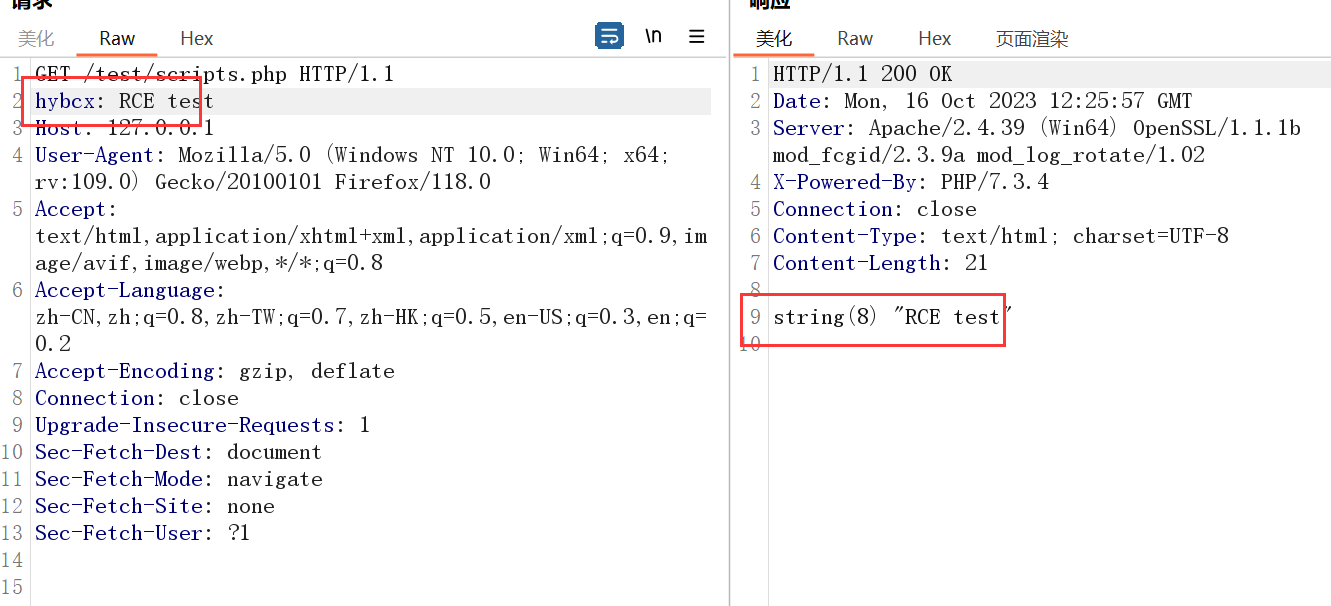 请求
响应
美化 Raw Hex \n
美化 Raw Hex 页面渲染
1 GET /test/scripts.php HTTP/1.1
2 hybcx: RCE test
3 Host: 127.0.0.1
4 User-Agent: Mozilla/5.0 (Windows NT 10.0; Win64; x64;
rv:109.0) Gecko/20100101 Firefox/118.0
5 Accept:
text/html,application/xhtml+xml,application/xml;q=0.9,im
age/avif,image/webp,*/*;q=0.8
6 Accept-Language:
zh-CN,zh;q=0.8,zh-TW;q=0.7,zh-HK;q=0.5,en-US;q=0.3,en;q=
0.2
7 Accept-Encoding: gzip, deflate
8 Connection: close
9 Upgrade-Insecure-Requests: 1
10 Sec-Fetch-Dest: document
11 Sec-Fetch-Mode: navigate
12 Sec-Fetch-Site: none
13 Sec-Fetch-User: ?1
14
15
1 HTTP/1.1 200 OK
2 Date: Mon, 16 Oct 2023 12:25:57 GMT
3 Server: Apache/2.4.39 (Win64) OpenSSL/1.1.1b
mod_fcgid/2.3.9a mod_log_rotate/1.02
4 X-Powered-By: PHP/7.3.4
5 Connection: close
6 Content-Type: text/html; charset=UTF-8
7 Content-Length: 21
8
9 string(8) "RCE test"
10